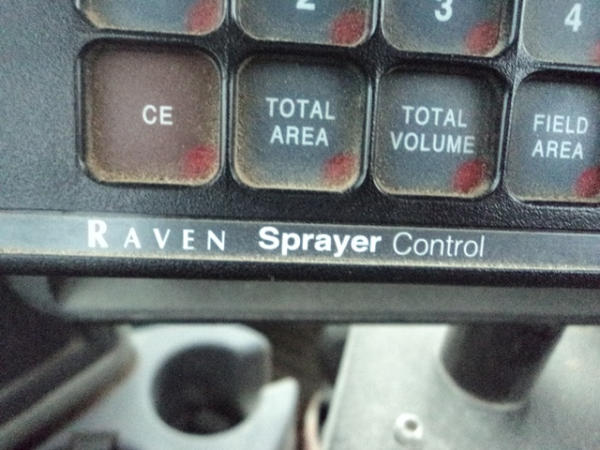 2 3 4
CE TOTAL AREA TOTAL VOLUME FIELD AREA
RAVEN Sprayer Control